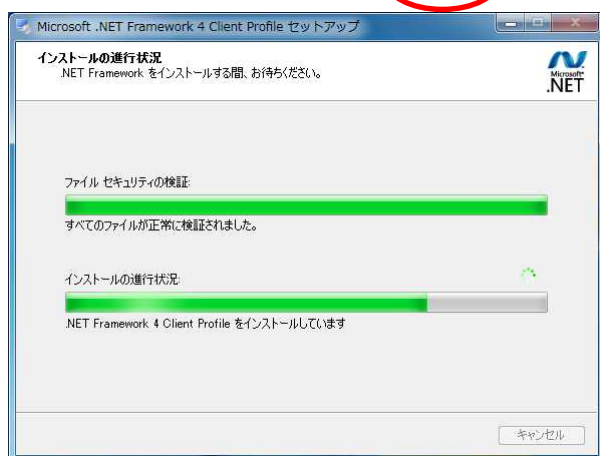 Microsoft .NET Framework 4 Client Profile セットアップ
インストールの進行状況
.NET Framework をインストールする間、お待ちください。
Microsoft
.NET
ファイル セキュリティの検証:
すべてのファイルが正常に検証されました。
インストールの進行状況:
.NET Framework 4 Client Profile をインストールしています
キャンセル